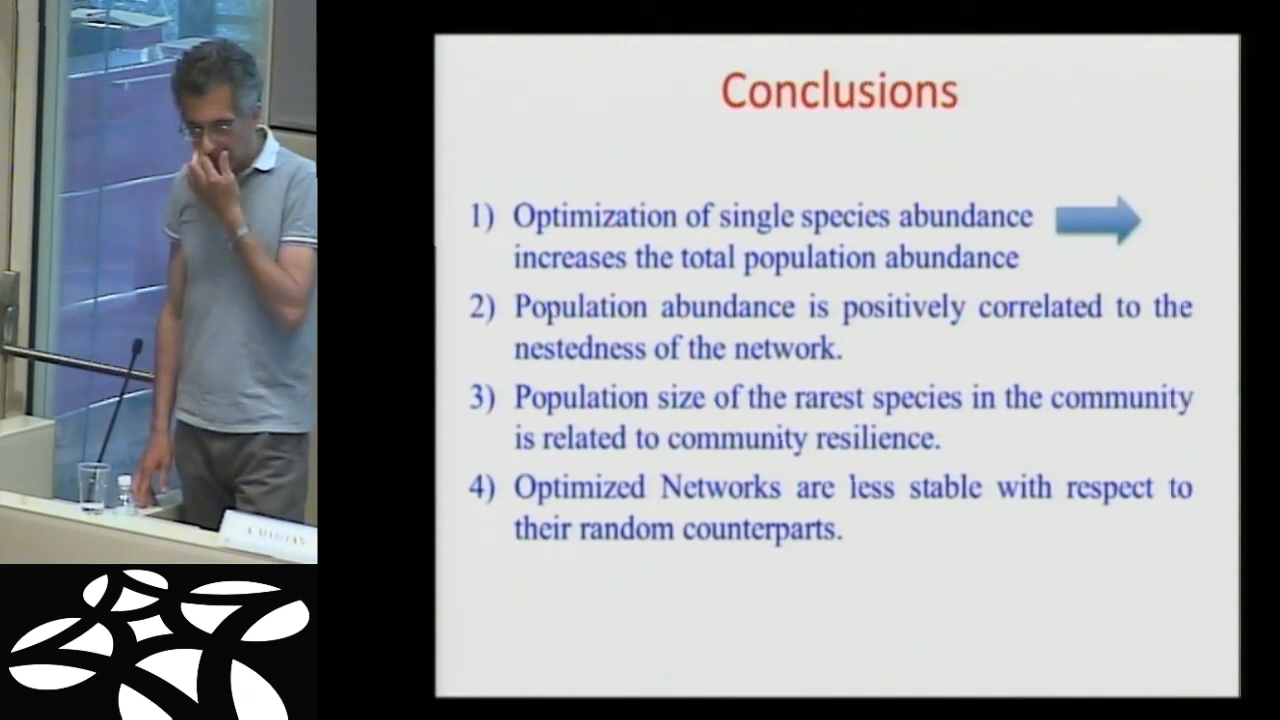 Conclusions
1) Optimization of single species abundance
increases the total population abundance
2) Population abundance is positively correlated to the
nestedness of the network.
3) Population size of the rarest species in the community
is related to community resilience.
4) Optimized Networks are less stable with respect to
their random counterparts.